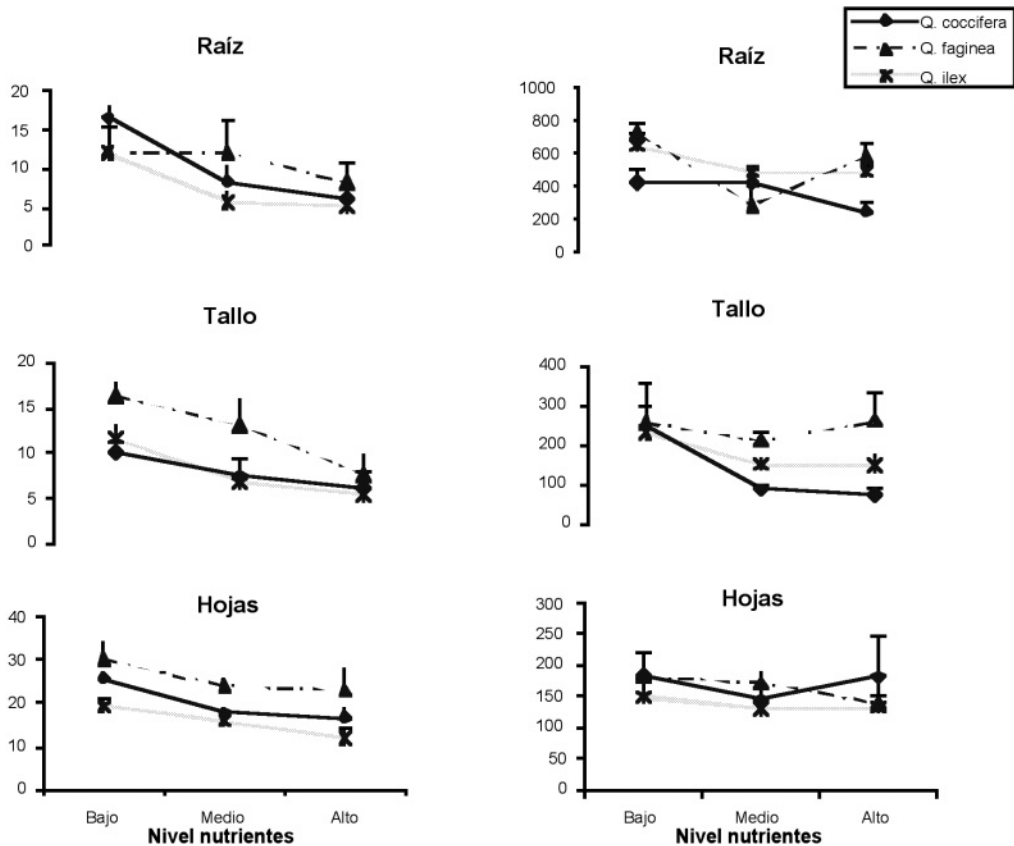 Q. coccifera
Q. faginea
Q. ilex
Raíz
20
15
10
5
0
Raíz
1000
800
600
400
200
0
Tallo
20
15
10
5
0
Tallo
400
300
200
100
0
Hojas
40
30
20
10
0
Bajo Medio Alto
Nivel nutrientes
Hojas
300
250
200
150
100
50
0
Bajo Medio Alto
Nivel nutrientes